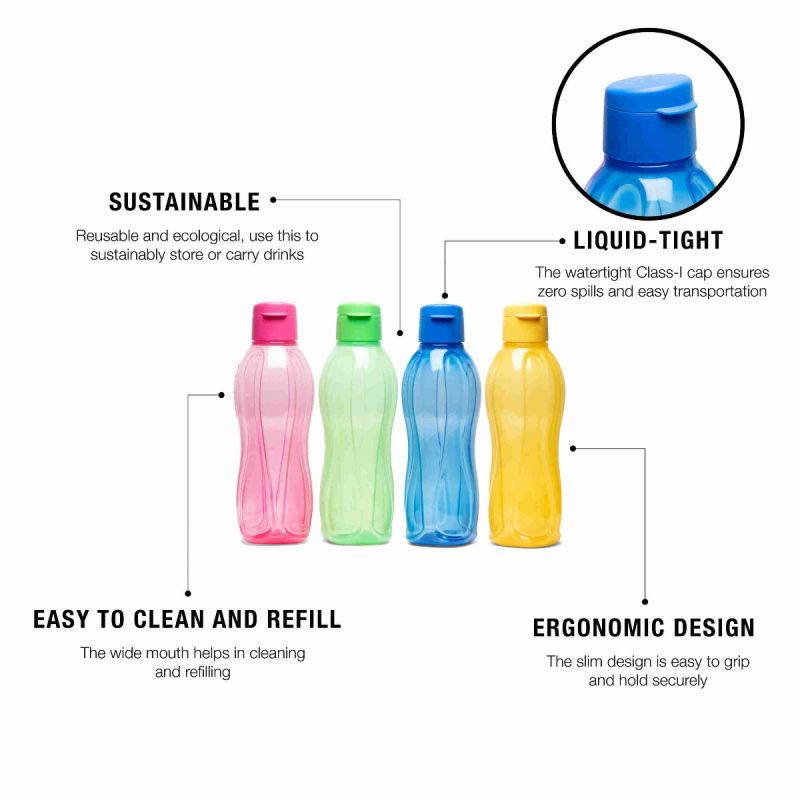 SUSTAINABLE
Reusable and ecological, use this to
sustainably store or carry drinks
LIQUID-TIGHT
The watertight Class-I cap ensures
zero spills and easy transportation
EASY TO CLEAN AND REFILL
The wide mouth helps in cleaning
and refilling
ERGONOMIC DESIGN
The slim design is easy to grip
and hold securely